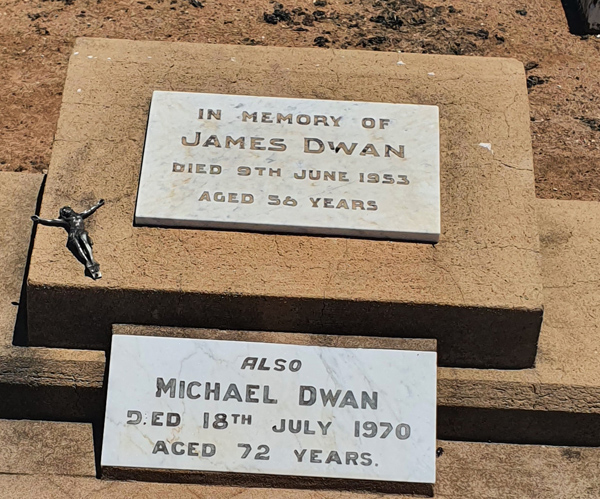 IN MEMORY OF
JAMES DWAN
DIED 9TH JUNE 1953
AGED 56 YEARS
ALSO
MICHAEL DWAN
DIED 18TH JULY 1970
AGED 72 YEARS.